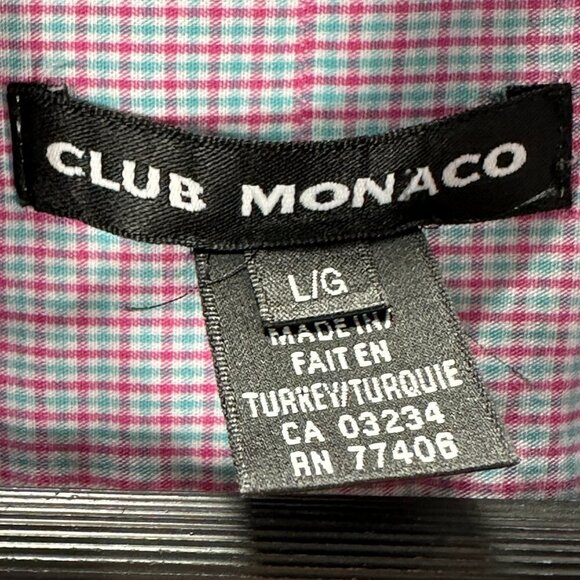 CLUB MONACO
L/G
MADE IN/
FAIT EN
TURKEY/TURQUIE
CA 03234
RN 77406